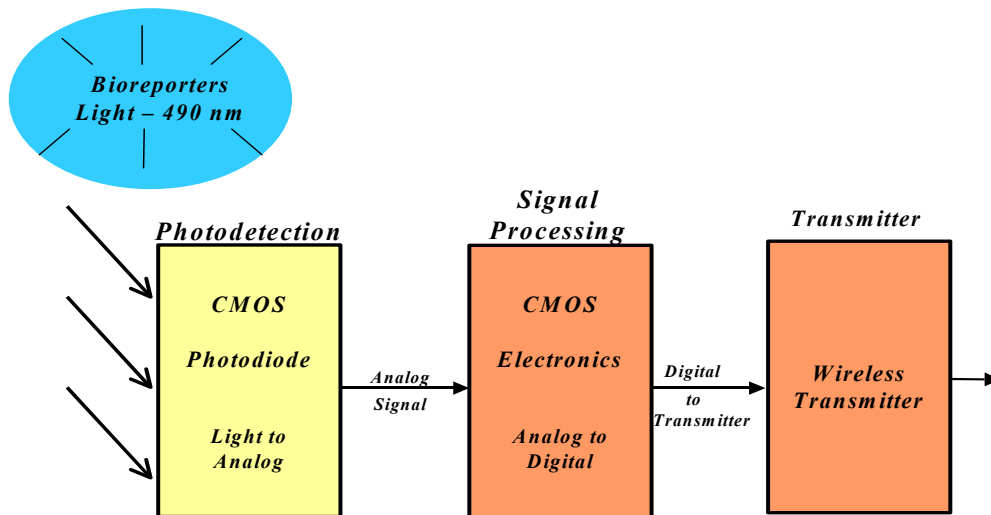 Bioreporters
Light – 490 nm
Photodetection
CMOS
Photodiode
Light to
Analog
Analog
Signal
Signal
Processing
CMOS
Electronics
Analog to
Digital
Digital
to
Transmitter
Transmitter
Wireless
Transmitter